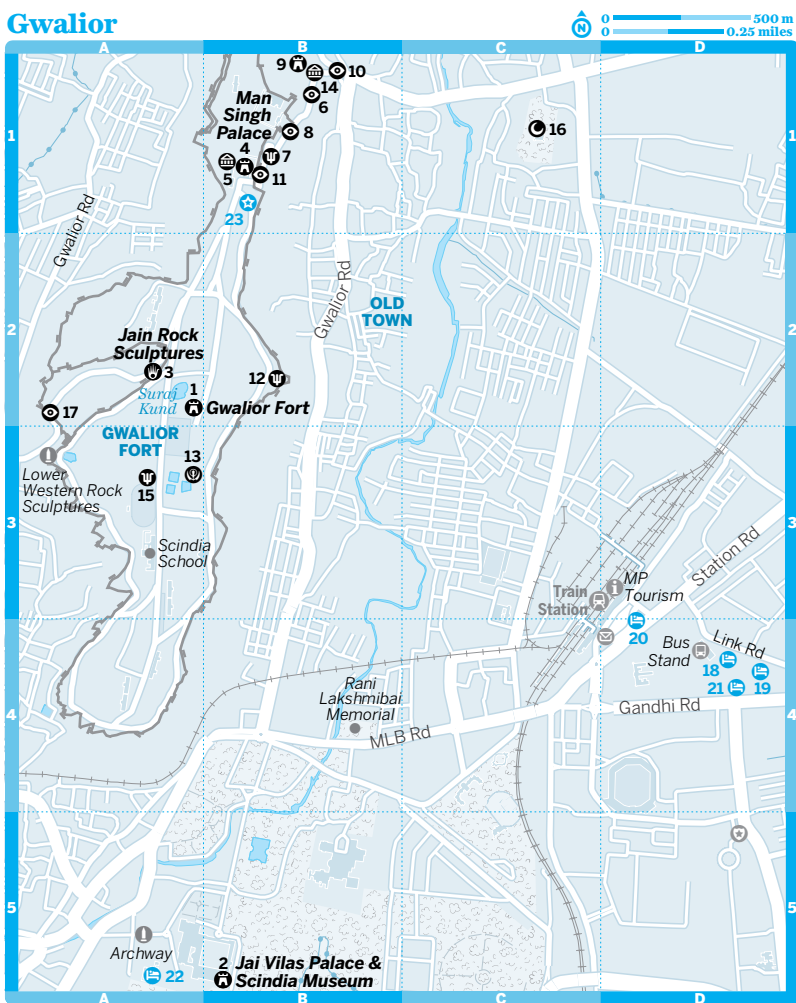 Gwalior
N
0 500 m
0 0.25 miles
A B C D
9
10
14
6
Man
Singh
Palace
8
1
16
1
4
7
5
11
23
Gwalior Rd
Gwalior Rd
OLD
TOWN
2
2
Jain Rock
Sculptures
3
12
Suraj
Kund
1
Gwalior Fort
17
GWALIOR
FORT
13
15
Lower
Western Rock
Sculptures
3
3
Scindia
School
Station Rd
MP
Tourism
Train
Station
20
Bus
Stand
Link Rd
18
21
19
Rani
Lakshmibai
Memorial
Gandhi Rd
4
4
MLB Rd
5
5
Archway
22
2 Jai Vilas Palace &
Scindia Museum
A B C D